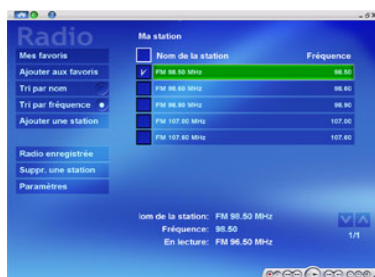 Radio
Ma station
Nom de la station Fréquence
Mes favoris
Ajouter aux favoris
Tri par nom
Tri par fréquence
Ajouter une station
Radio enregistrée
Suppr. une station
Paramètres
FM 98.50 MHz 98.50
FM 98.60 MHz 98.60
FM 98.90 MHz 98.90
FM 107.00 MHz 107.00
FM 107.60 MHz 107.60
Nom de la station: FM 98.50 MHz
Fréquence: 98.50
En lecture: FM 96.50 MHz
1/1